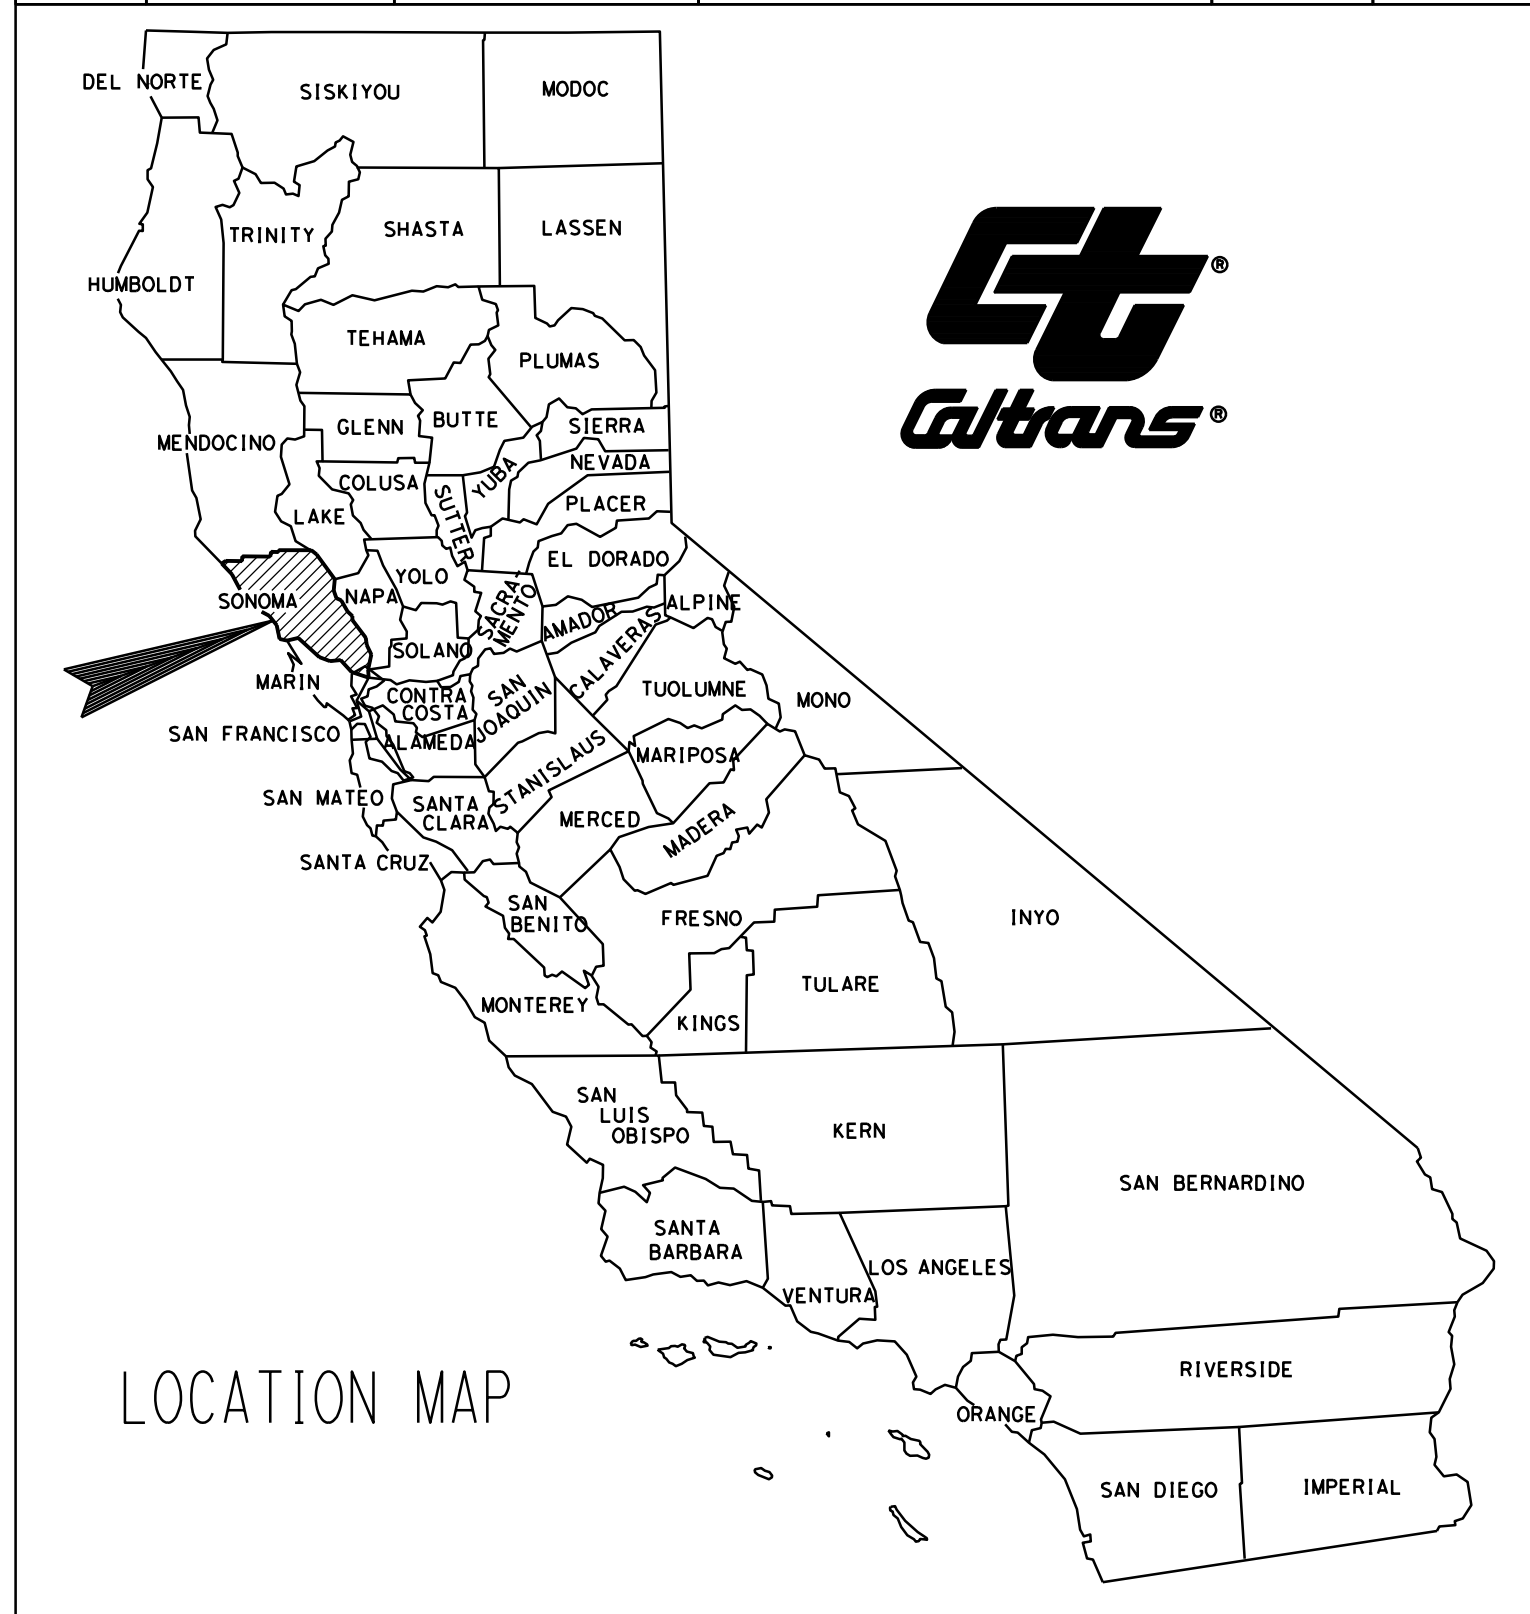 DEL NORTE
SISKIYOU
MODOC
TRINITY
SHASTA
LASSEN
HUMBOLDT
Ct ®
TEHAMA
PLUMAS
Caltrans ®
GLENN
BUTTE
SIERRA
MENDOCINO
NEVADA
COLUSA
YUBA
PLACER
LAKE
SUTTER
EL DORADO
YOLO
SONOMA
NAPA
SACRA-
MENTO
AMADOR
ALPINE
SOLANO
CALAVERAS
MARIN
CONTRA
COSTA
SAN
JOAQUIN
TUOLUMNE
MONO
SAN FRANCISCO
ALAMEDA
STANISLAUS
MARIPOSA
SAN MATEO
SANTA
CLARA
MERCED
MADERA
SANTA CRUZ
SAN
BENITO
FRESNO
INYO
TULARE
MONTEREY
KINGS
SAN
LUIS
OBISPO
KERN
SAN BERNARDINO
SANTA
BARBARA
LOS ANGELES
VENTURA
RIVERSIDE
LOCATION MAP
ORANGE
SAN DIEGO
IMPERIAL